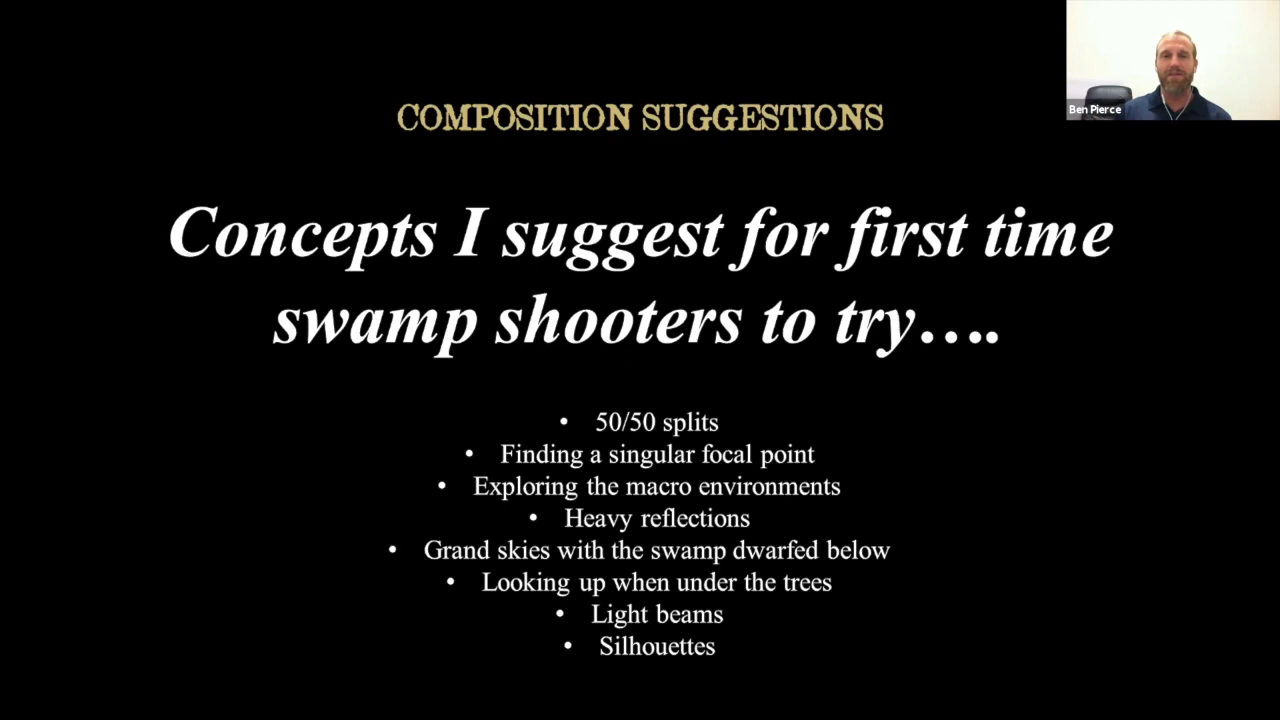 COMPOSITION SUGGESTIONS
Ben Pierce
Concepts I suggest for first time
swamp shooters to try….
• 50/50 splits
• Finding a singular focal point
• Exploring the macro environments
• Heavy reflections
• Grand skies with the swamp dwarfed below
• Looking up when under the trees
• Light beams
• Silhouettes